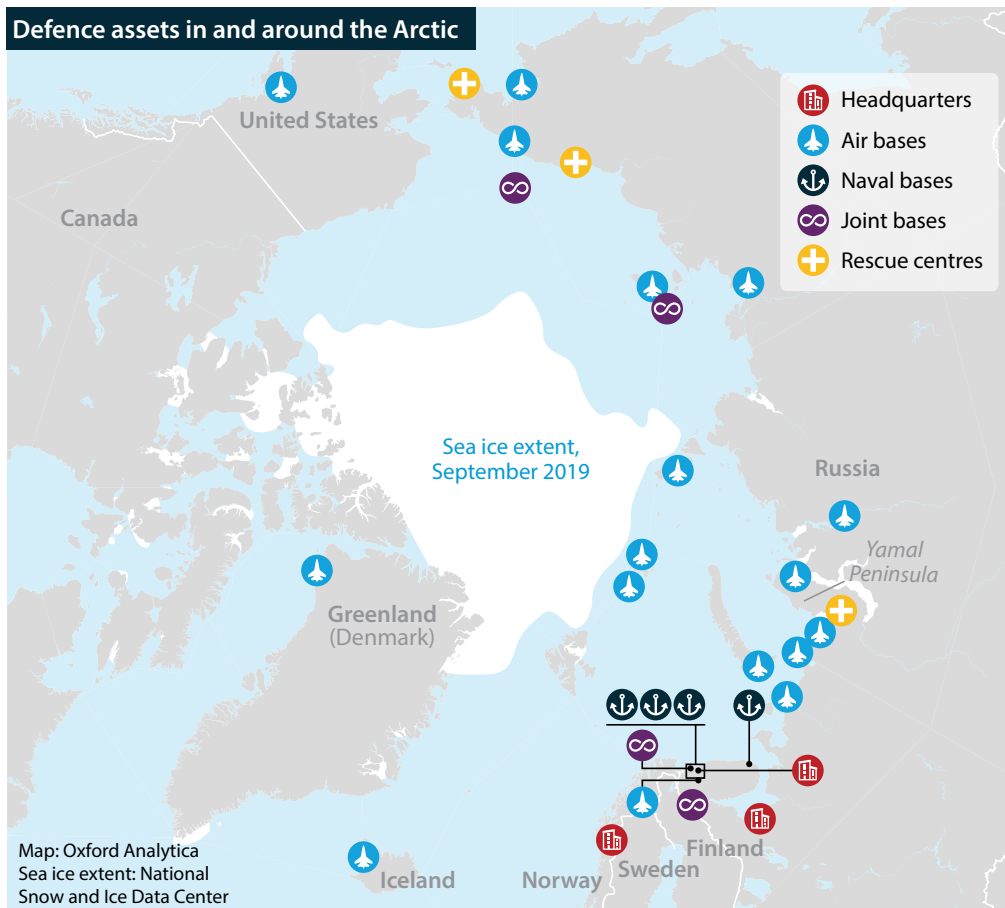 Defence assets in and around the Arctic
Headquarters
Air bases
Naval bases
Joint bases
Rescue centres
United States
Canada
Sea ice extent,
September 2019
Russia
Yamal
Peninsula
Greenland
(Denmark)
Finland
Sweden
Norway
Iceland
Map: Oxford Analytica
Sea ice extent: National
Snow and Ice Data Center